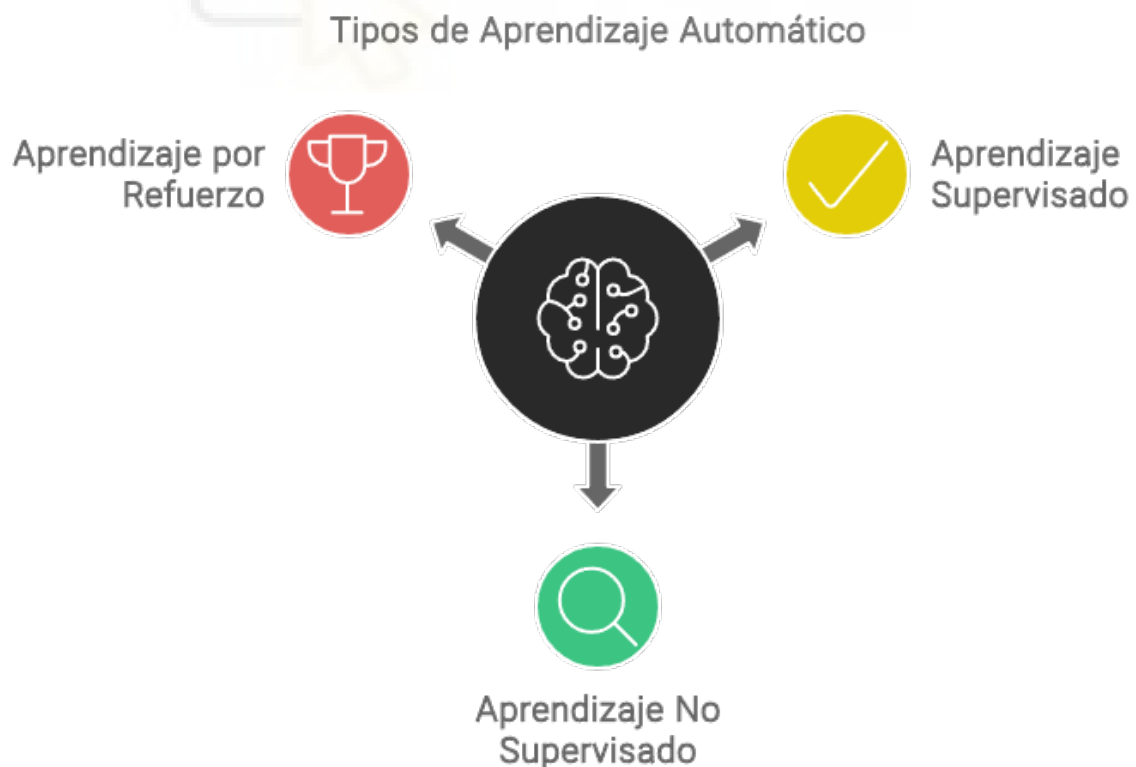 Tipos de Aprendizaje Automático
Aprendizaje por
Refuerzo
Aprendizaje
Supervisado
Aprendizaje No
Supervisado